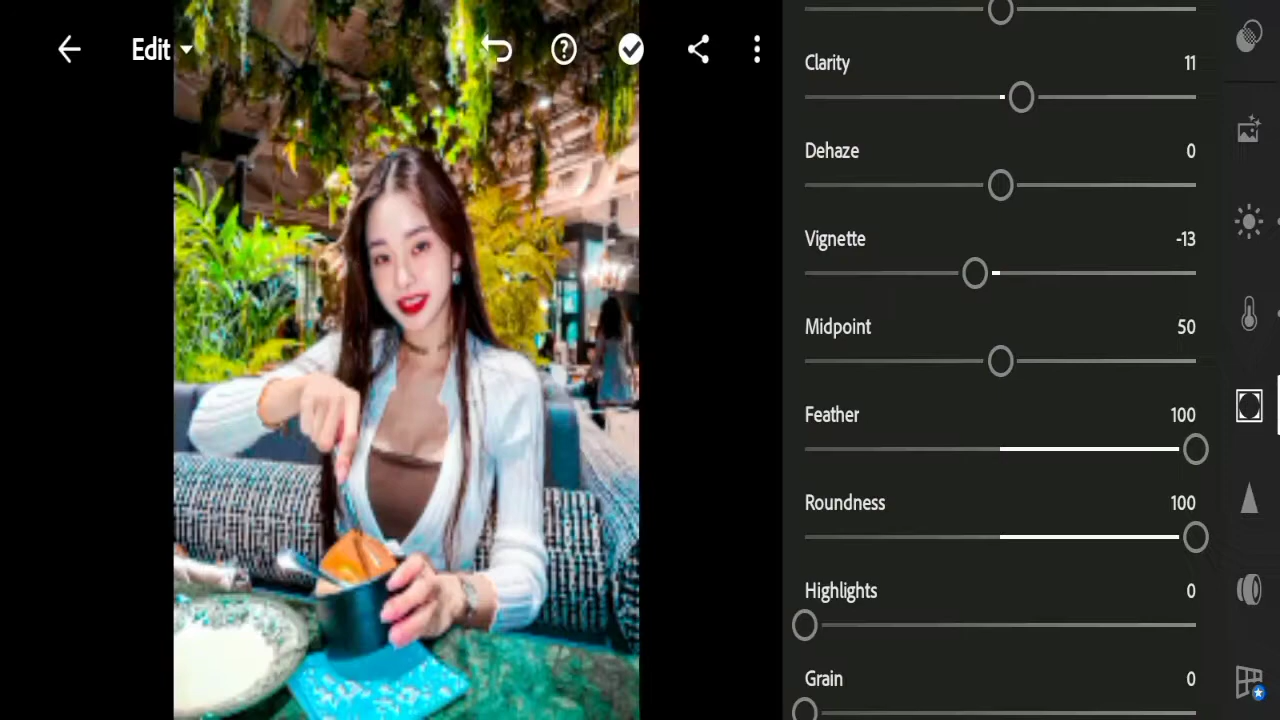 Edit
Clarity 11
Dehaze 0
Vignette -13
Midpoint 50
Feather 100
Roundness 100
Highlights 0
Grain 0